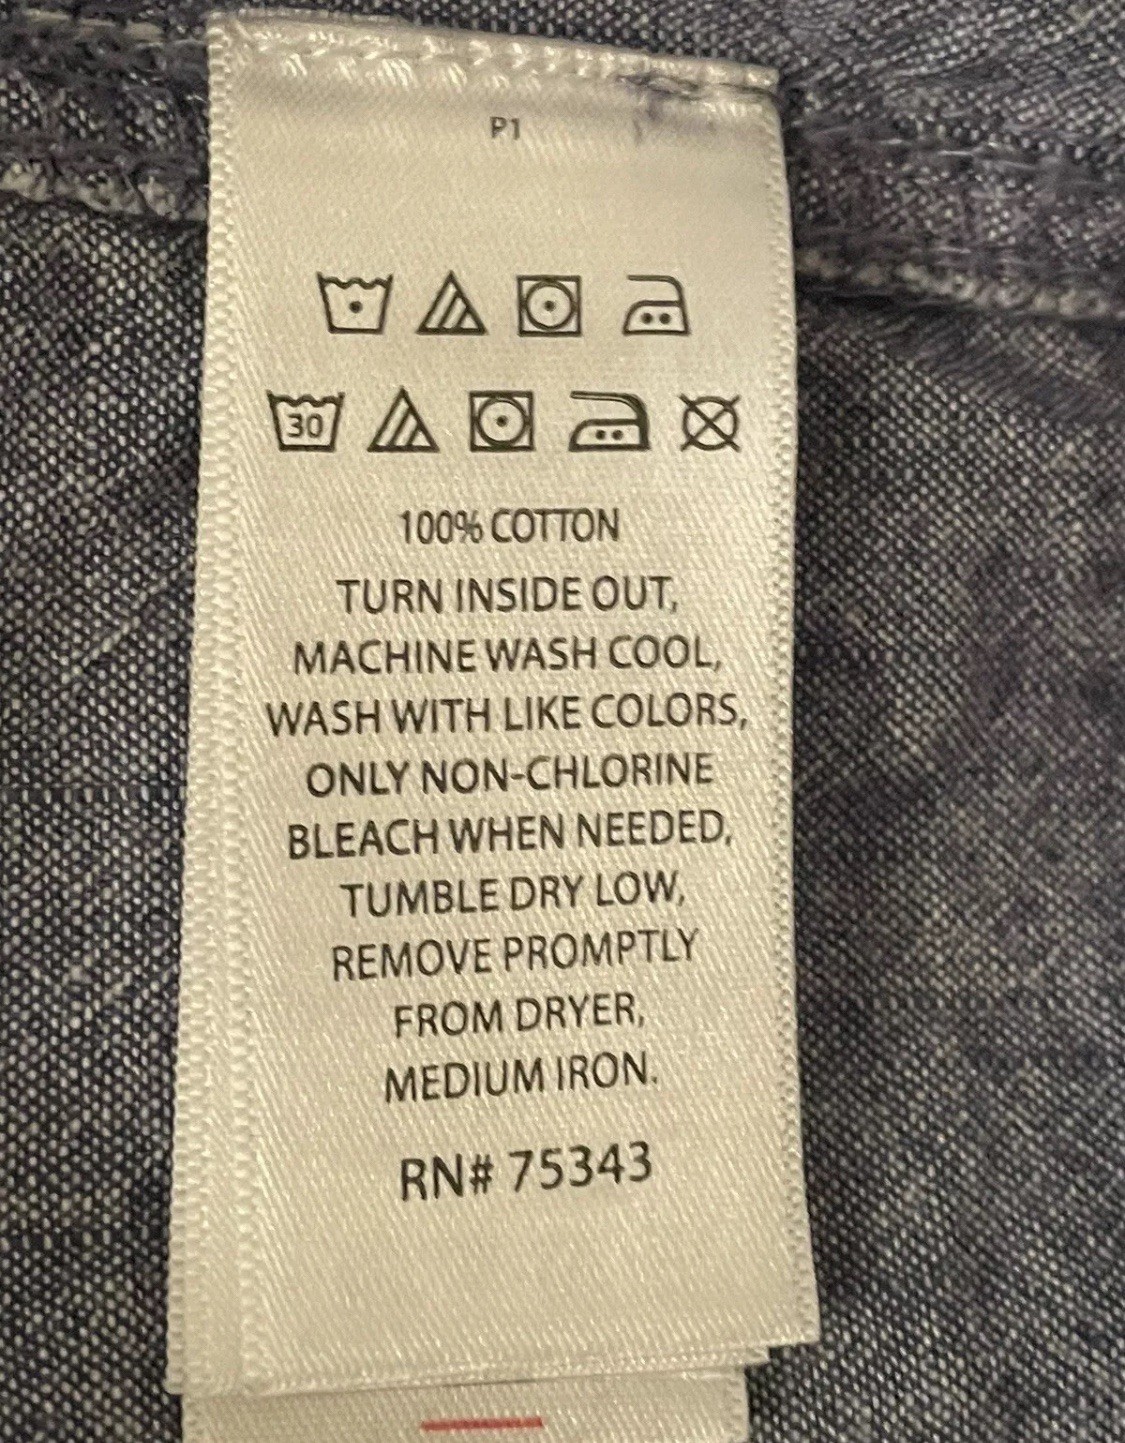 P1
30
100% COTTON
TURN INSIDE OUT,
MACHINE WASH COOL,
WASH WITH LIKE COLORS,
ONLY NON-CHLORINE
BLEACH WHEN NEEDED,
TUMBLE DRY LOW,
REMOVE PROMPTLY
FROM DRYER,
MEDIUM IRON.
RN# 75343